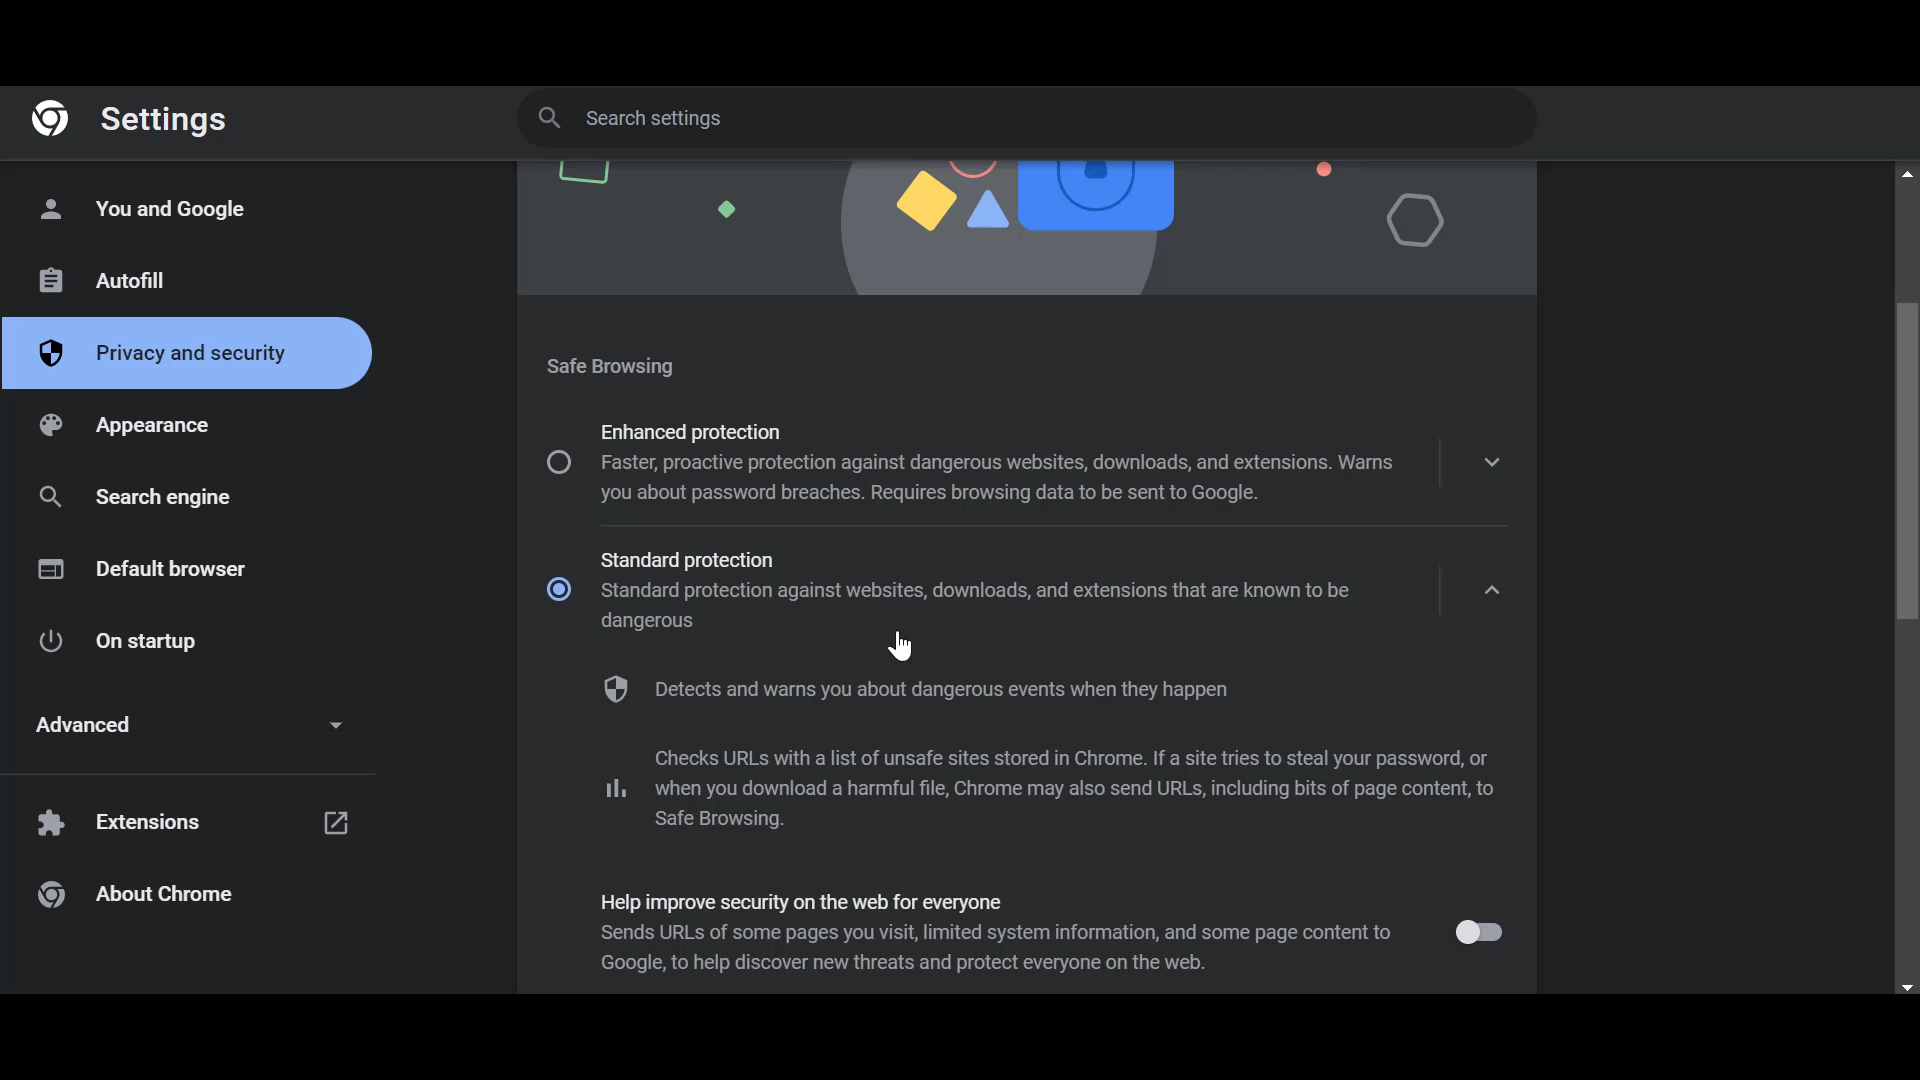 Settings
Search settings
You and Google
Autofill
Privacy and security
Appearance
Search engine
Default browser
On startup
Advanced
Extensions
About Chrome
Safe Browsing
Enhanced protection
Faster, proactive protection against dangerous websites, downloads, and extensions. Warns
you about password breaches. Requires browsing data to be sent to Google.
Standard protection
Standard protection against websites, downloads, and extensions that are known to be
dangerous
Detects and warns you about dangerous events when they happen
Checks URLs with a list of unsafe sites stored in Chrome. If a site tries to steal your password, or
when you download a harmful file, Chrome may also send URLs, including bits of page content, to
Safe Browsing.
Help improve security on the web for everyone
Sends URLs of some pages you visit, limited system information, and some page content to
Google, to help discover new threats and protect everyone on the web.